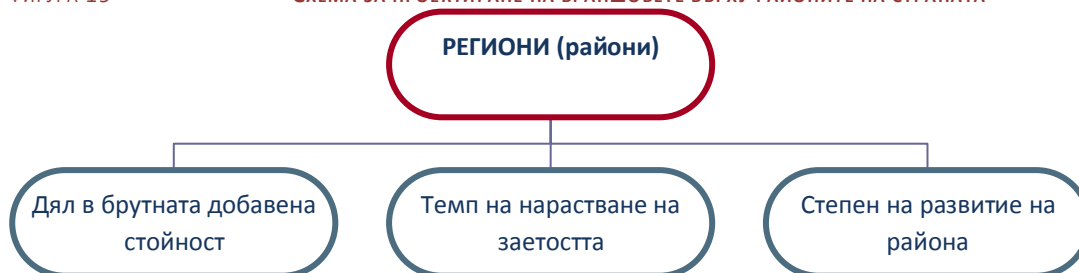 РЕГИОНИ (райони)
Дял в брутната добавена
стойност
Темп на нарастване на
заетостта
Степен на развитие на
района